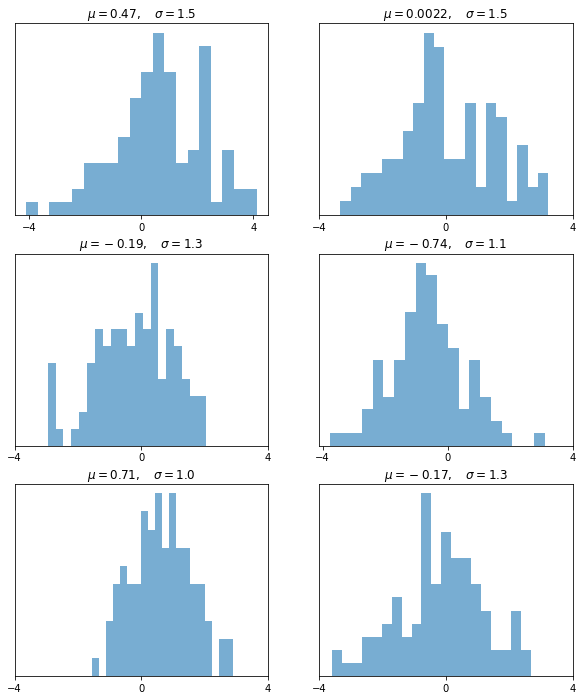 μ = 0.47, σ = 1.5
−4 0 4
μ = 0.0022, σ = 1.5
−4 0 4
μ = −0.19, σ = 1.3
−4 0 4
μ = −0.74, σ = 1.1
−4 0 4
μ = 0.71, σ = 1.0
−4 0 4
μ = −0.17, σ = 1.3
−4 0 4